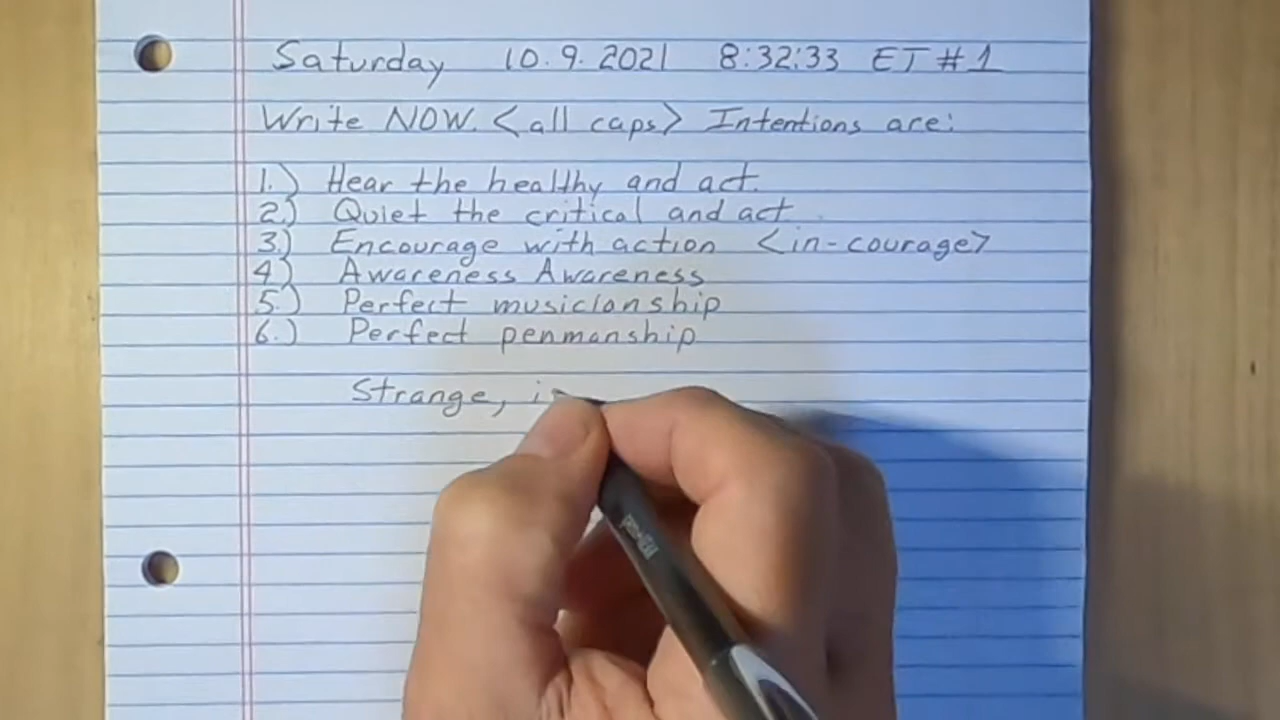 Saturday 10.9.2021 8:32:33 ET #1
Write NOW. <all caps> Intentions are:
1.) Hear the healthy and act.
2.) Quiet the critical and act
3.) Encourage with action <in-courage>
4.) Awareness Awareness
5.) Perfect musicianship
6.) Perfect penmanship
Strange, i